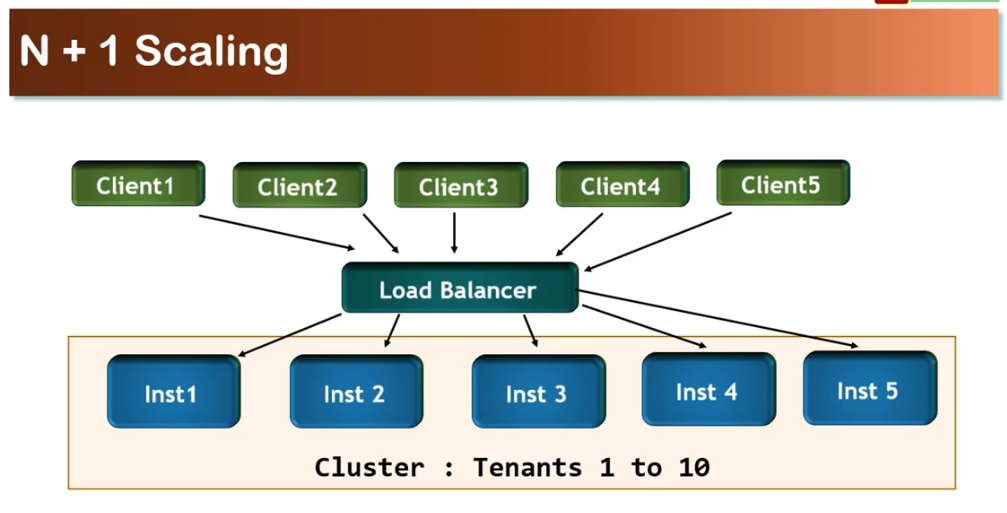 N + 1 Scaling
Client1
Client2
Client3
Client4
Client5
Load Balancer
Inst1
Inst 2
Inst 3
Inst 4
Inst 5
Cluster : Tenants 1 to 10